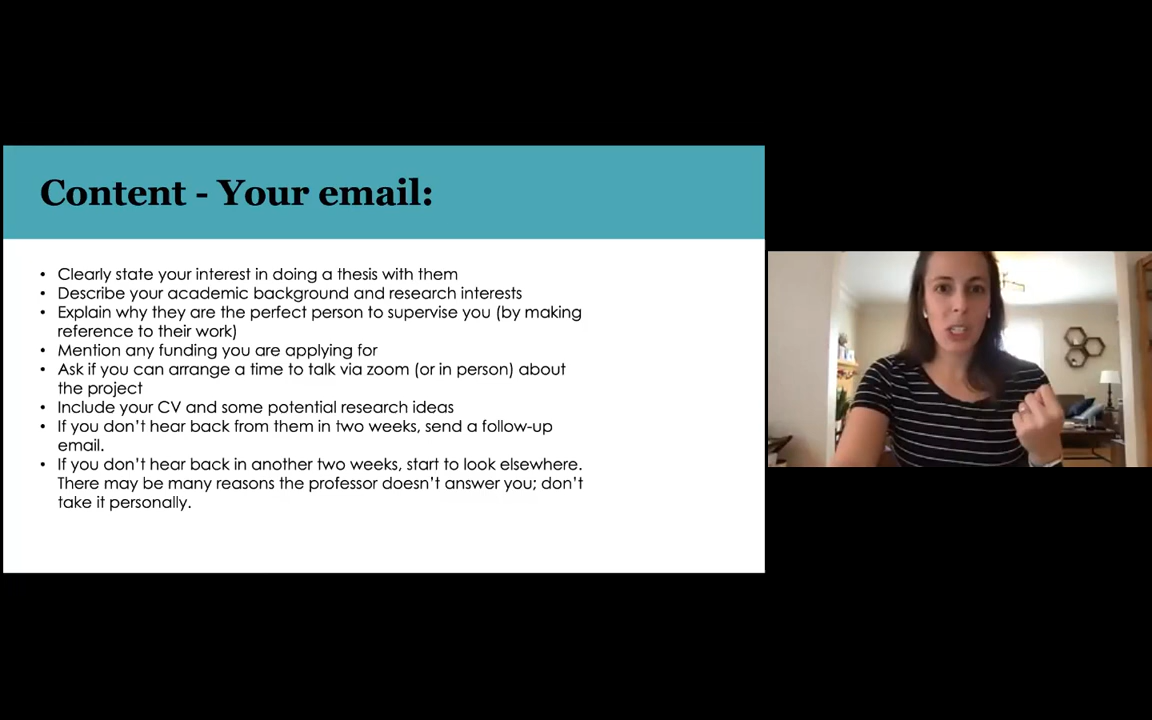 Content - Your email:
• Clearly state your interest in doing a thesis with them
• Describe your academic background and research interests
• Explain why they are the perfect person to supervise you (by making
reference to their work)
• Mention any funding you are applying for
• Ask if you can arrange a time to talk via zoom (or in person) about
the project
• Include your CV and some potential research ideas
• If you don’t hear back from them in two weeks, send a follow-up
email.
• If you don’t hear back in another two weeks, start to look elsewhere.
There may be many reasons the professor doesn’t answer you; don’t
take it personally.